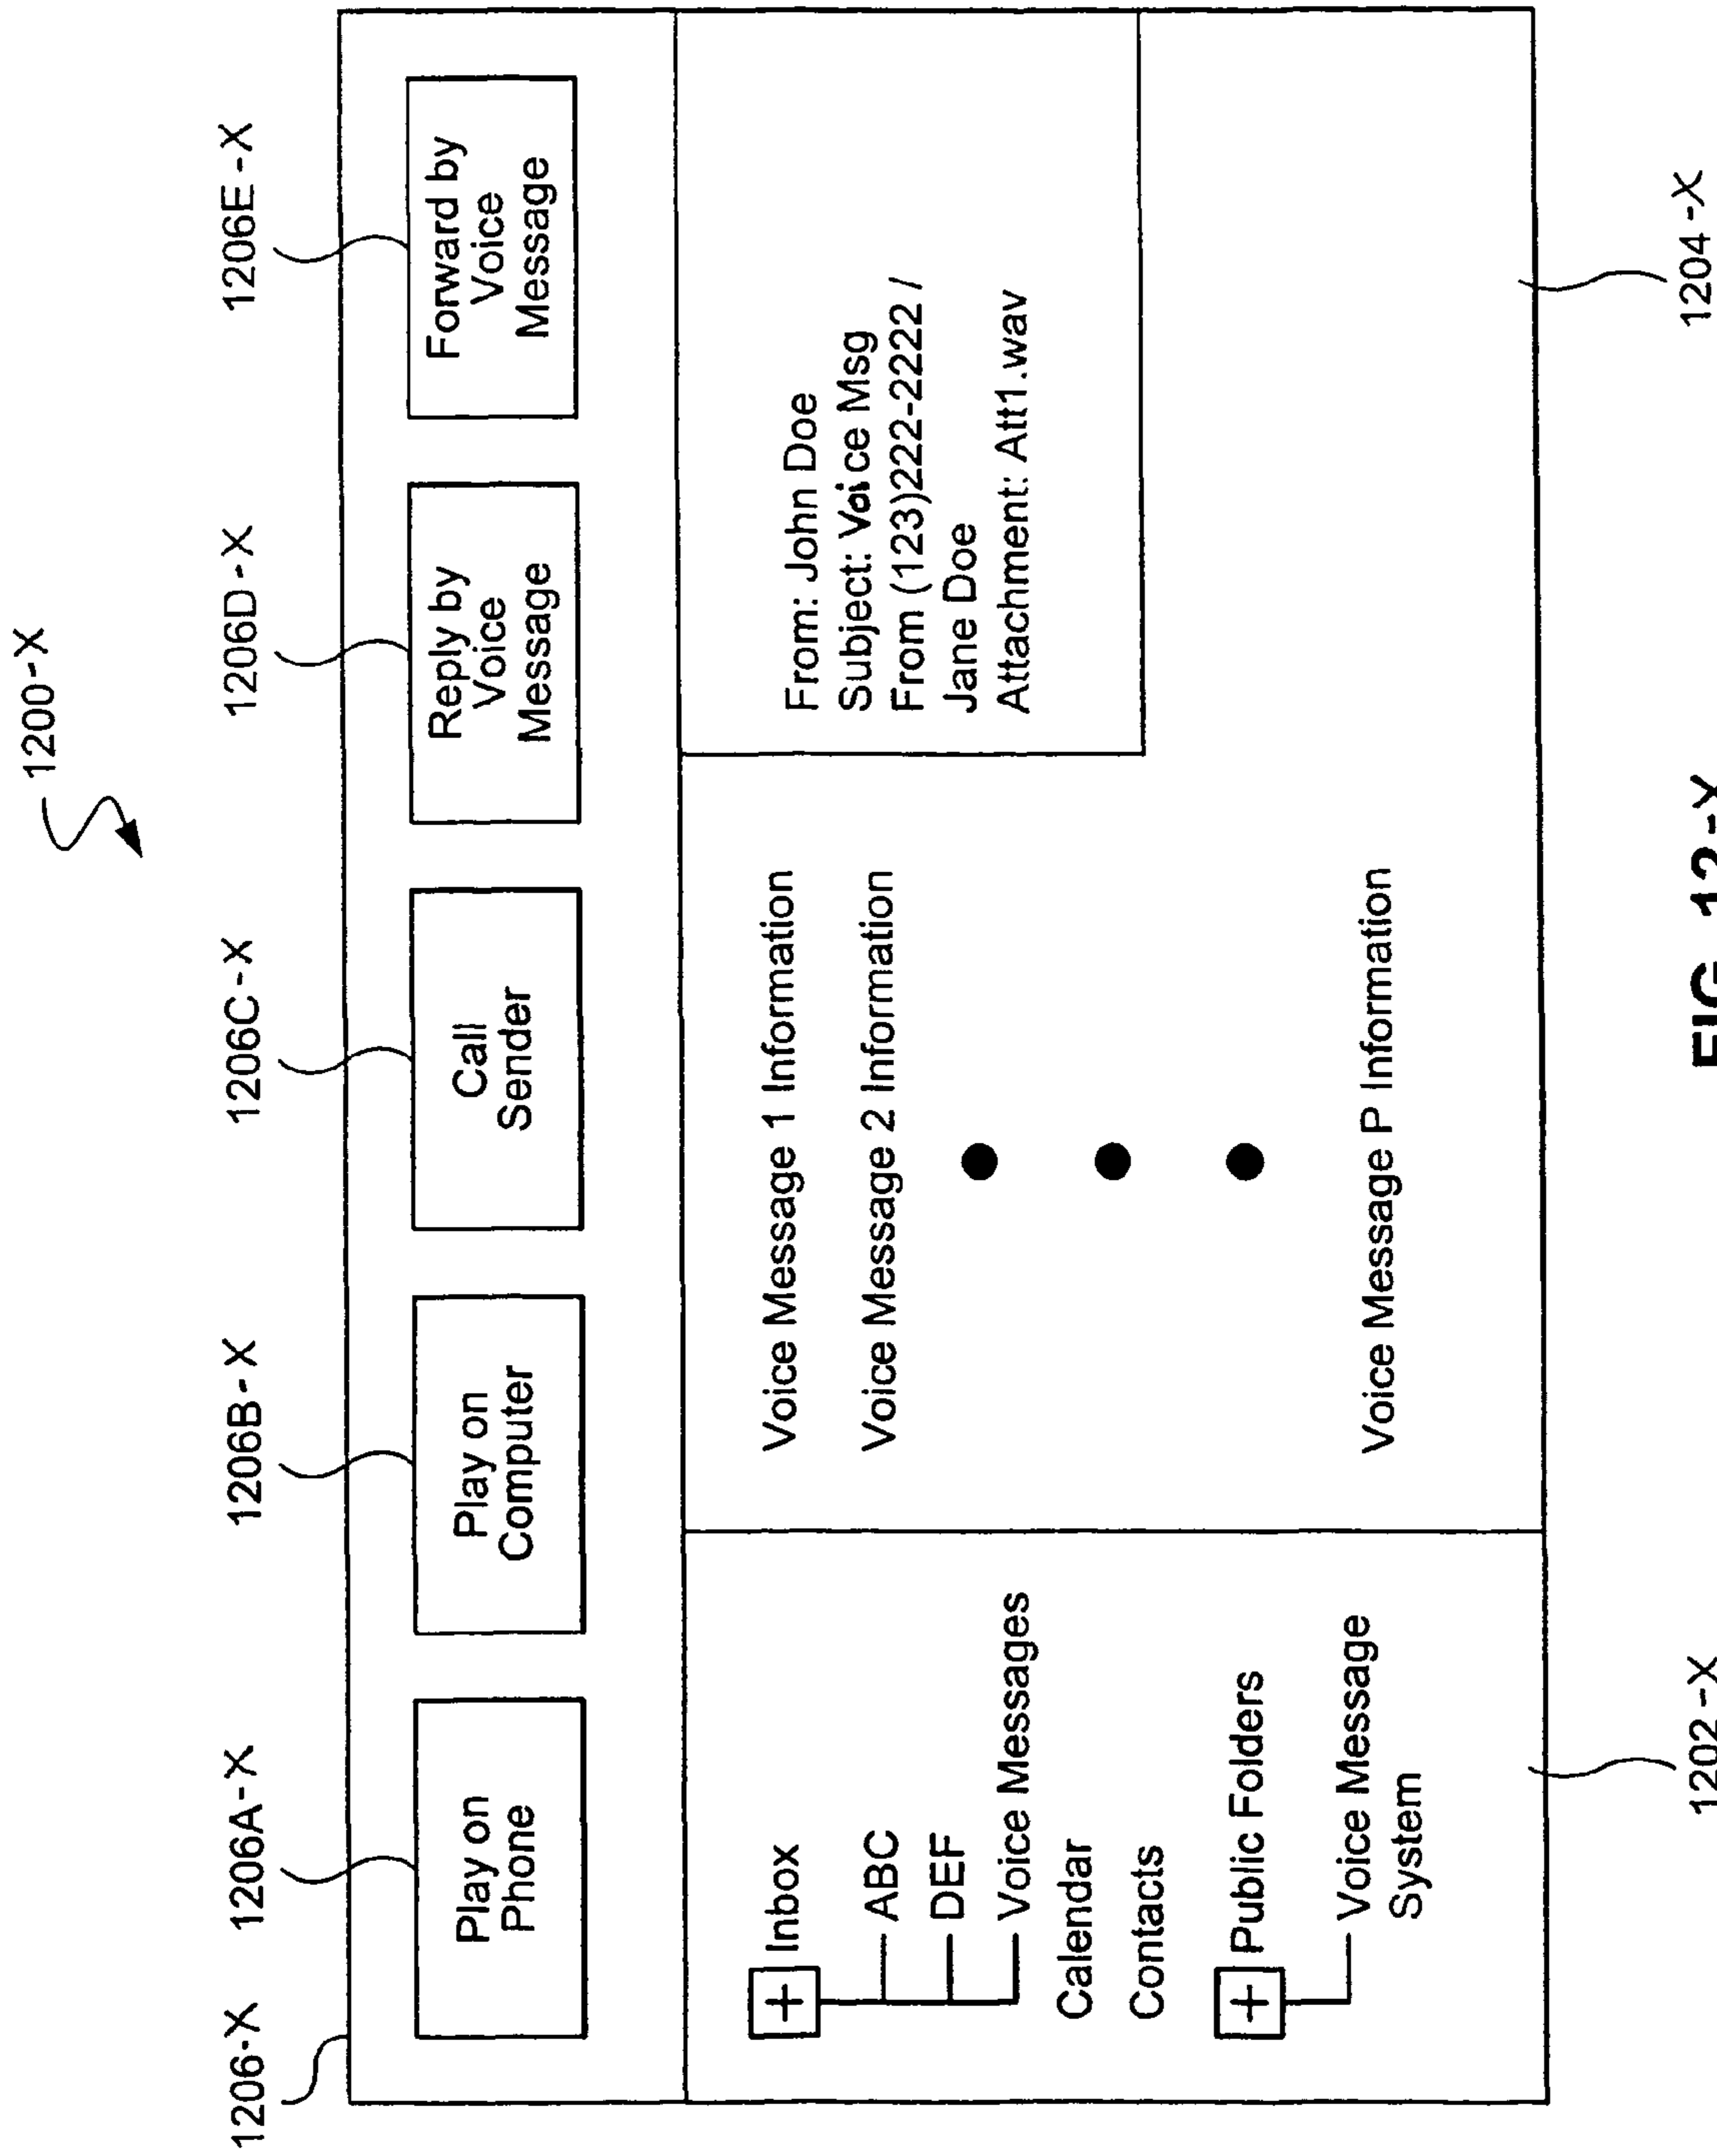 1200-X
1206-X
1206A-X
1206B-X
1206C-X
1206D-X
1206E-X
Play on
Phone
Play on
Computer
Call
Sender
Reply by
Voice
Message
Forward by
Voice
Message
+ Inbox
ABC
DEF
Voice Messages
Calendar
Contacts
+ Public Folders
Voice Message
System
Voice Message 1 Information
Voice Message 2 Information
Voice Message P Information
From: John Doe
Subject: Voice Msg
From (123)222-2222 /
Jane Doe
Attachment: Att1.wav
1202-X
1204-X
FIG. 12-X